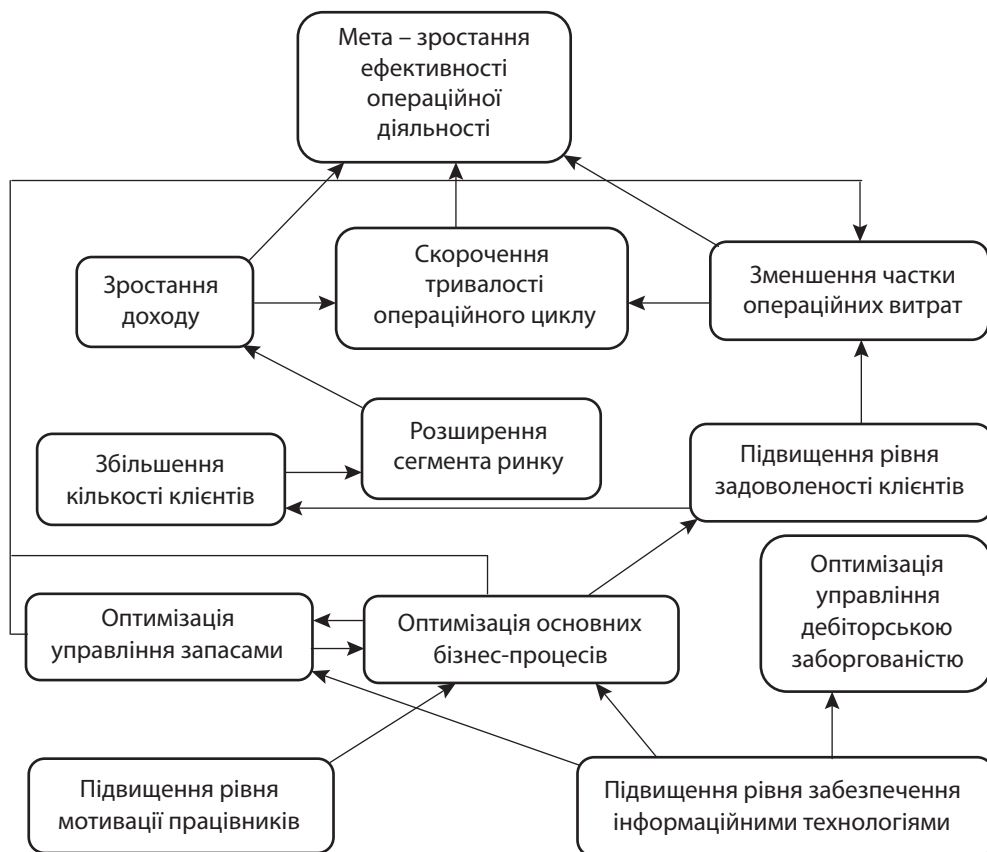 Мета – зростання
ефективності
операційної
діяльності
Зростання
доходу
Скорочення
тривалості
операційного циклу
Зменшення частки
операційних витрат
Збільшення
кількості клієнтів
Розширення
сегмента ринку
Підвищення рівня
задоволеності клієнтів
Оптимізація
управління запасами
Оптимізація основних
бізнес-процесів
Оптимізація
управління
дебіторською
заборгованістю
Підвищення рівня
мотивації працівників
Підвищення рівня забезпечення
інформаційними технологіями